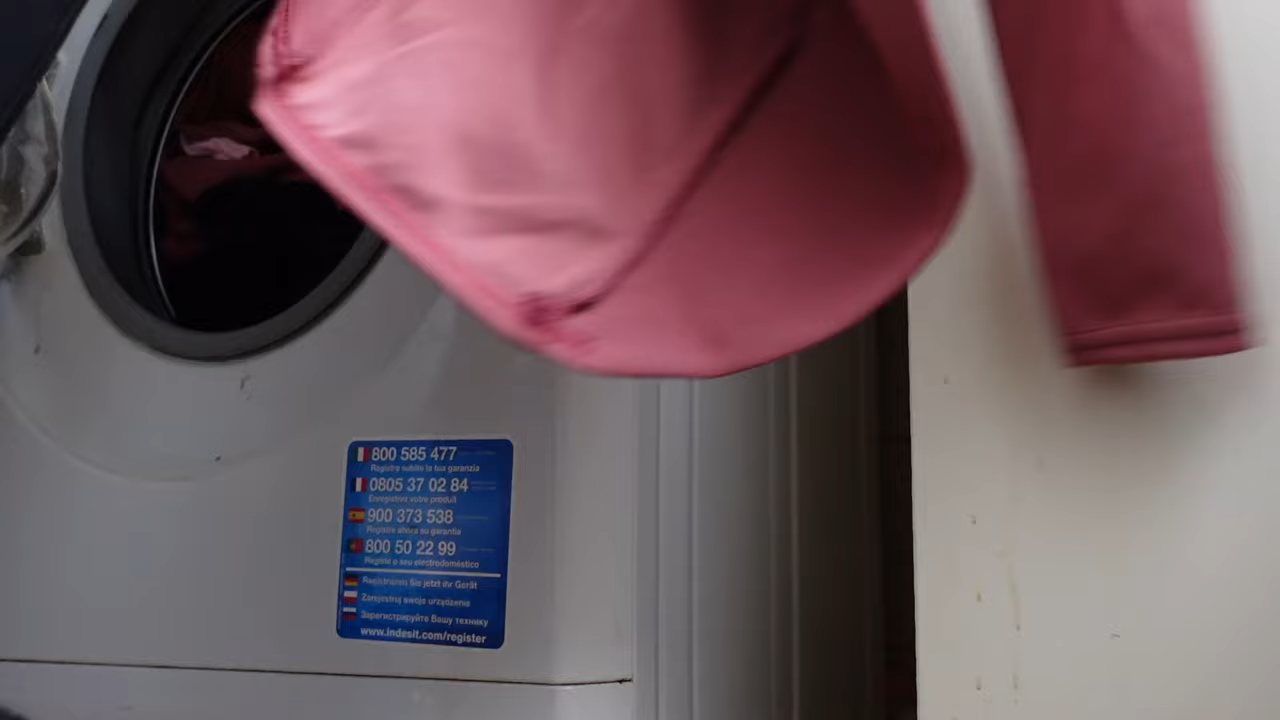 800 585 477
Registra subito la tua garanzia
0805 37 02 84
Enregistrez votre produit
900 373 538
Registre ahora su garantía
800 50 22 99
Registe o seu electrodoméstico
Registrieren Sie jetzt ihr Gerät
Zarejestruj swoje urządzenie
Зарегистрируйте Вашу технику
www.indesit.com/register